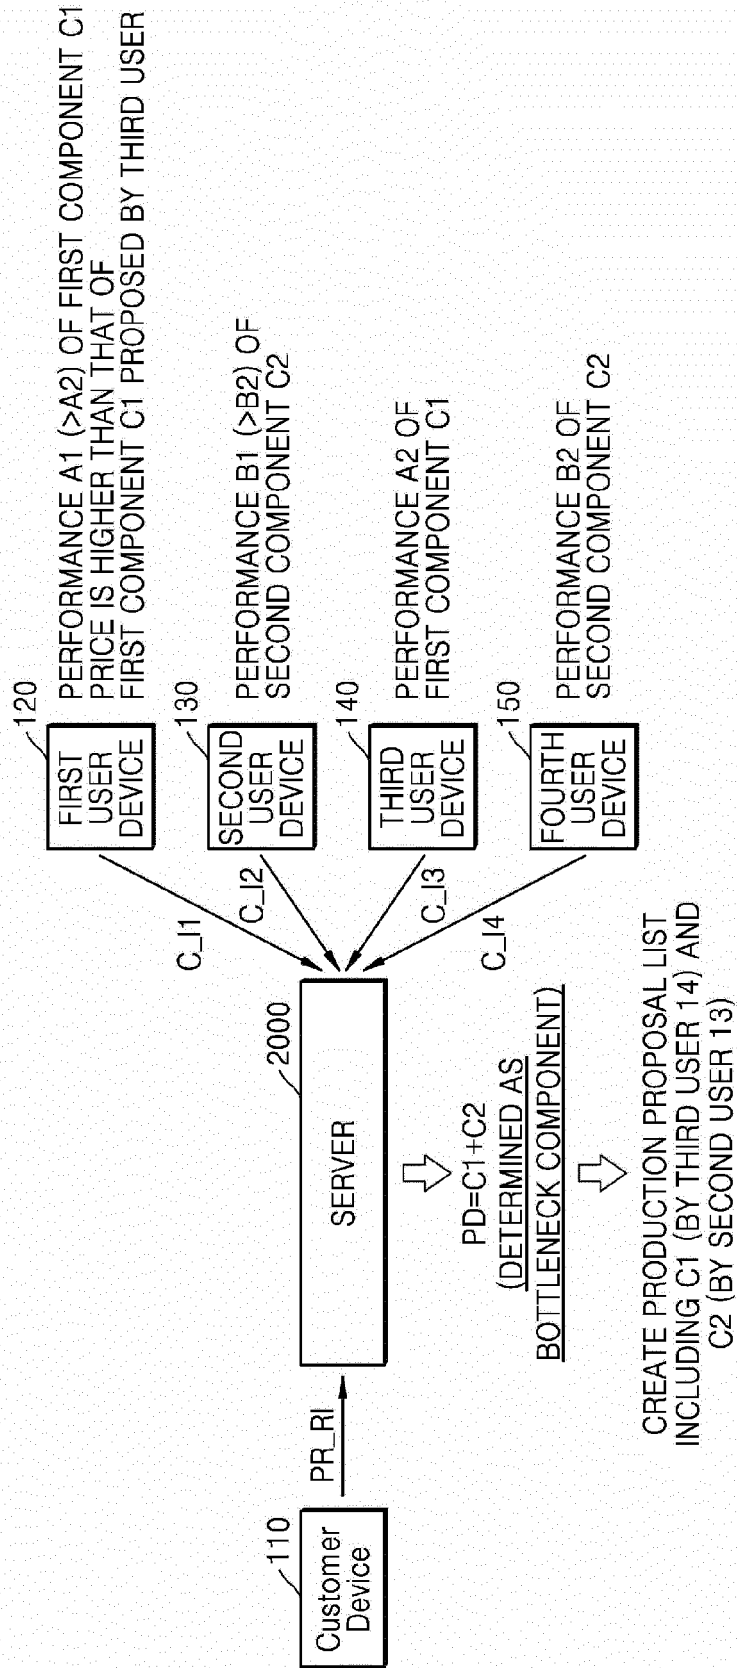 110
Customer
Device
PR_RI
2000
SERVER
PD=C1+C2
(DETERMINED AS
BOTTLENECK COMPONENT)
CREATE PRODUCTION PROPOSAL LIST
INCLUDING C1 (BY THIRD USER 14) AND
C2 (BY SECOND USER 13)
C_I1
C_I2
C_I3
C_I4
120
FIRST
USER
DEVICE
PERFORMANCE A1 (>A2) OF FIRST COMPONENT C1
PRICE IS HIGHER THAN THAT OF
FIRST COMPONENT C1 PROPOSED BY THIRD USER
130
SECOND
USER
DEVICE
PERFORMANCE B1 (>B2) OF
SECOND COMPONENT C2
140
THIRD
USER
DEVICE
PERFORMANCE A2 OF
FIRST COMPONENT C1
150
FOURTH
USER
DEVICE
PERFORMANCE B2 OF
SECOND COMPONENT C2